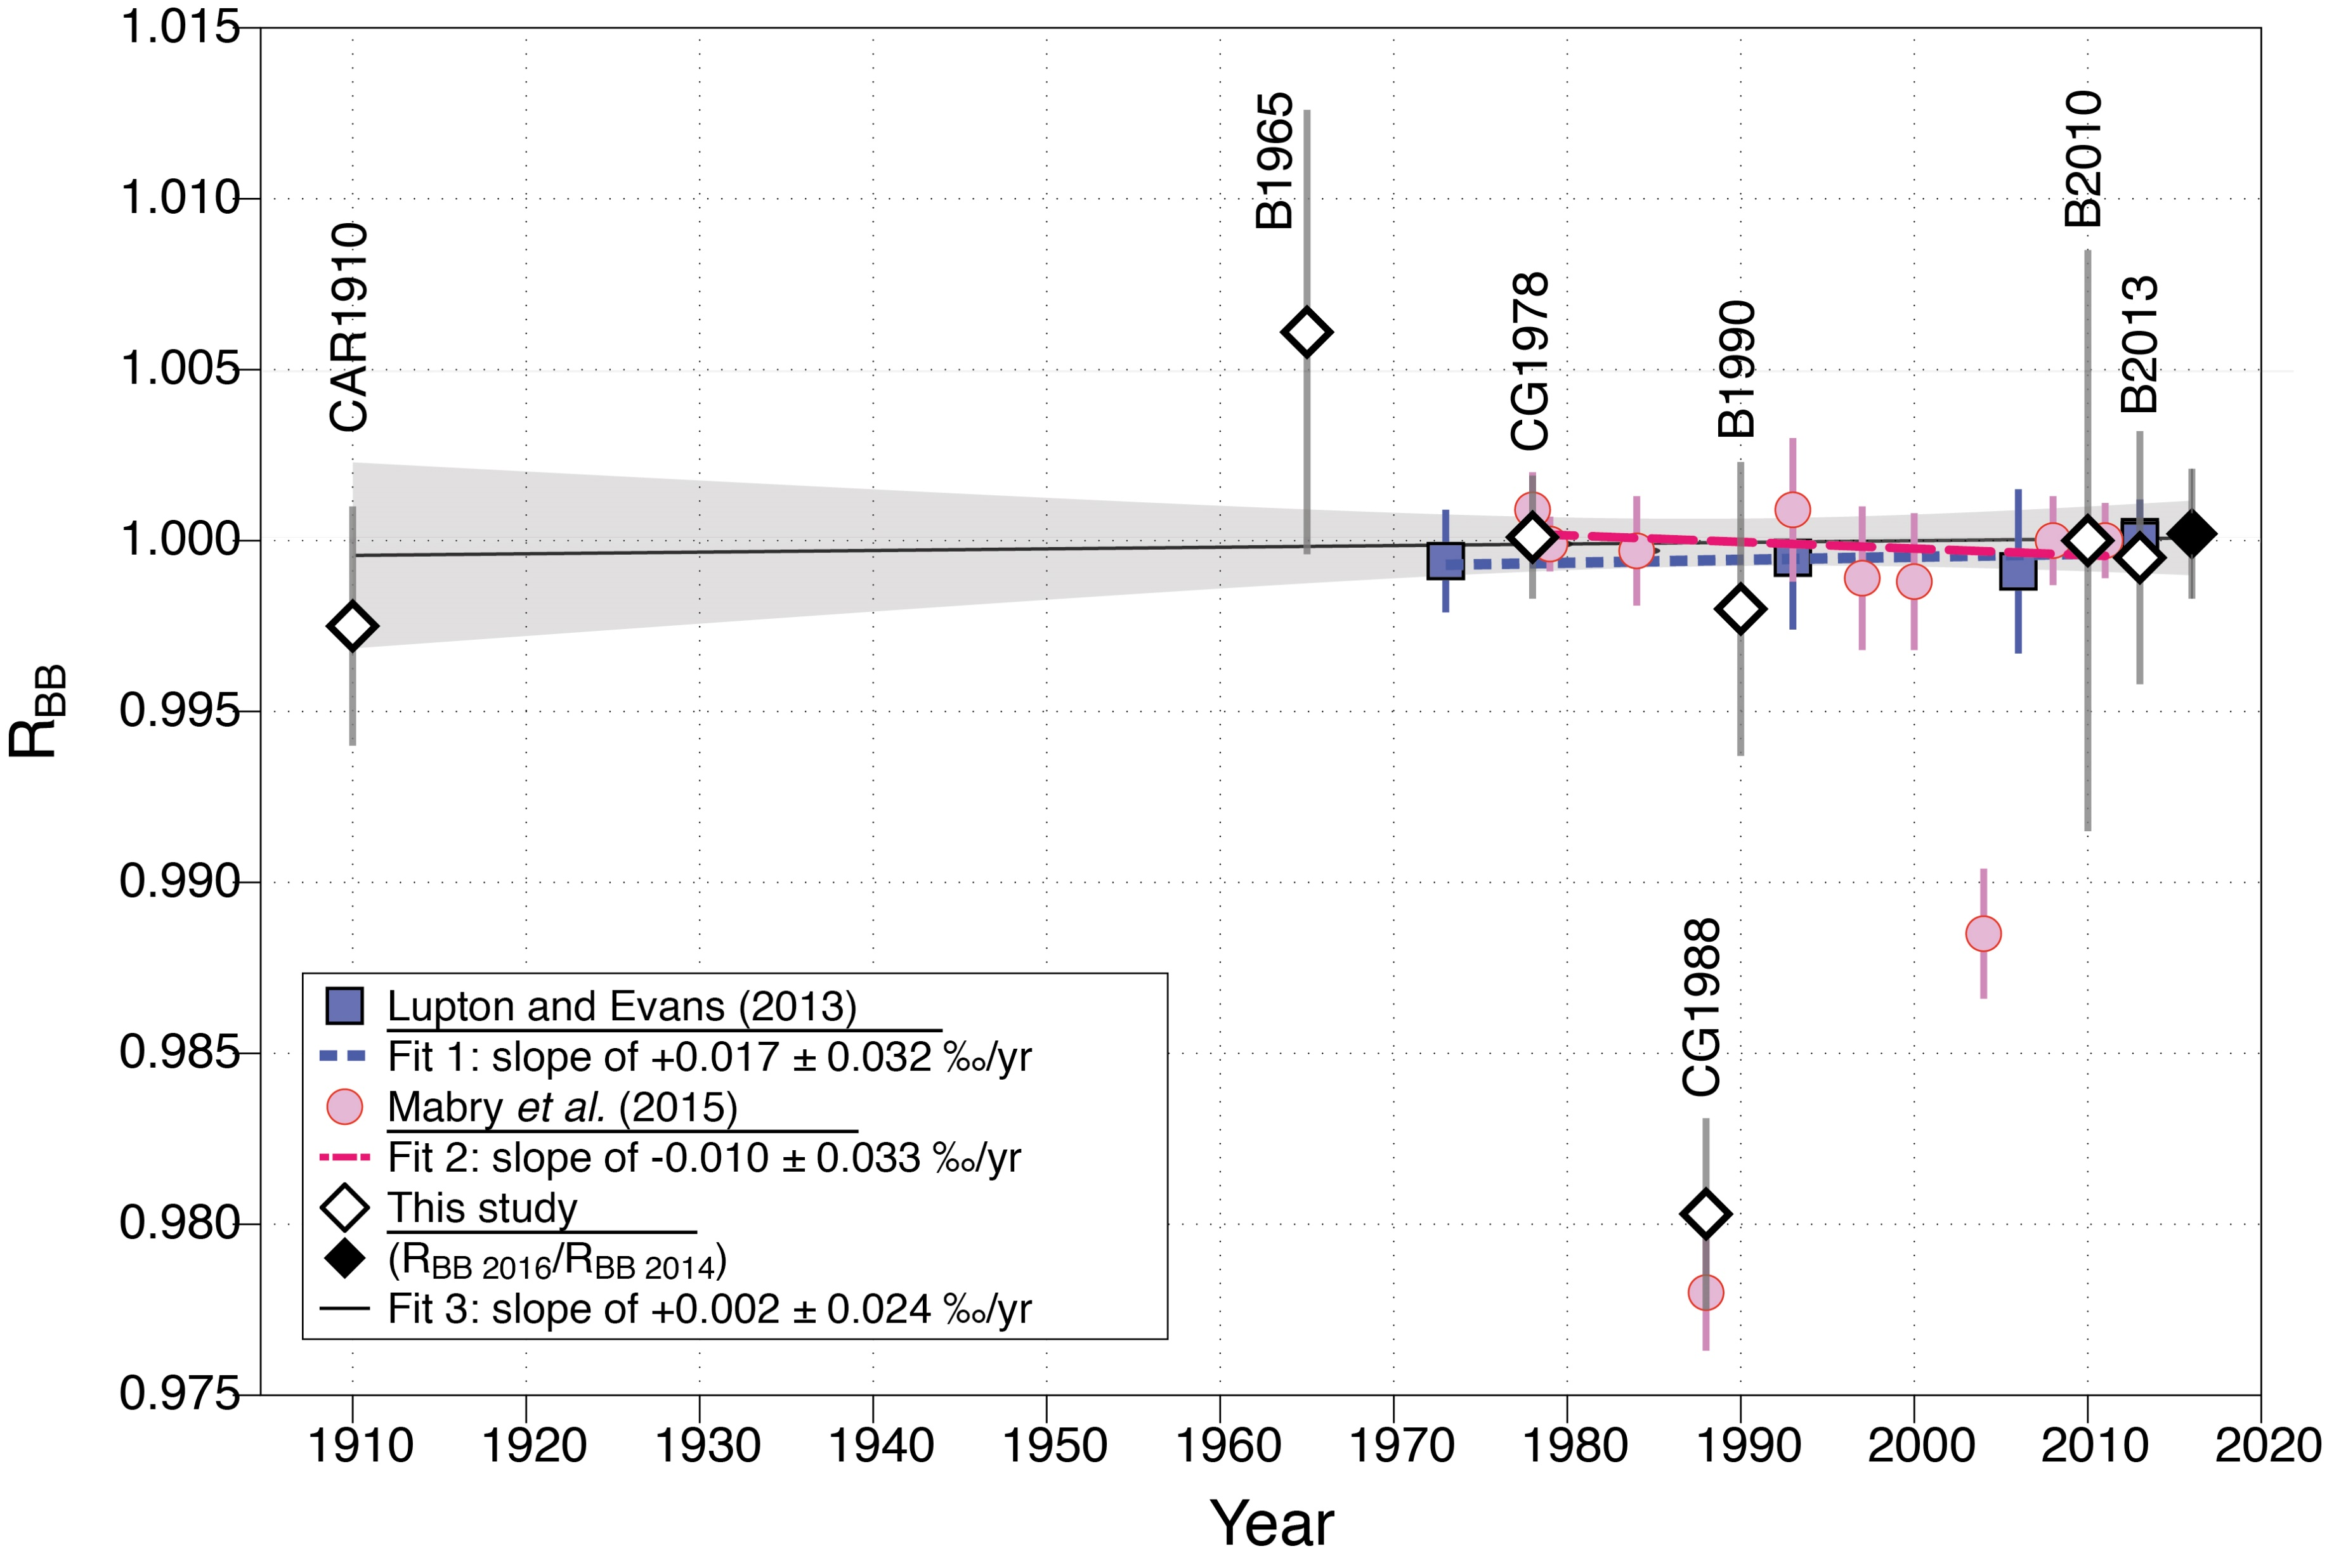 1.015
1.010
1.005
1.000
0.995
0.990
0.985
0.980
0.975
R_BB
CAR1910
B1965
CG1978
B1990
CG1988
B2010
B2013
Lupton and Evans (2013)
Fit 1: slope of +0.017 ± 0.032 ‰/yr
Mabry et al. (2015)
Fit 2: slope of -0.010 ± 0.033 ‰/yr
This study
(R_BB 2016/R_BB 2014)
Fit 3: slope of +0.002 ± 0.024 ‰/yr
1910 1920 1930 1940 1950 1960 1970 1980 1990 2000 2010 2020
Year